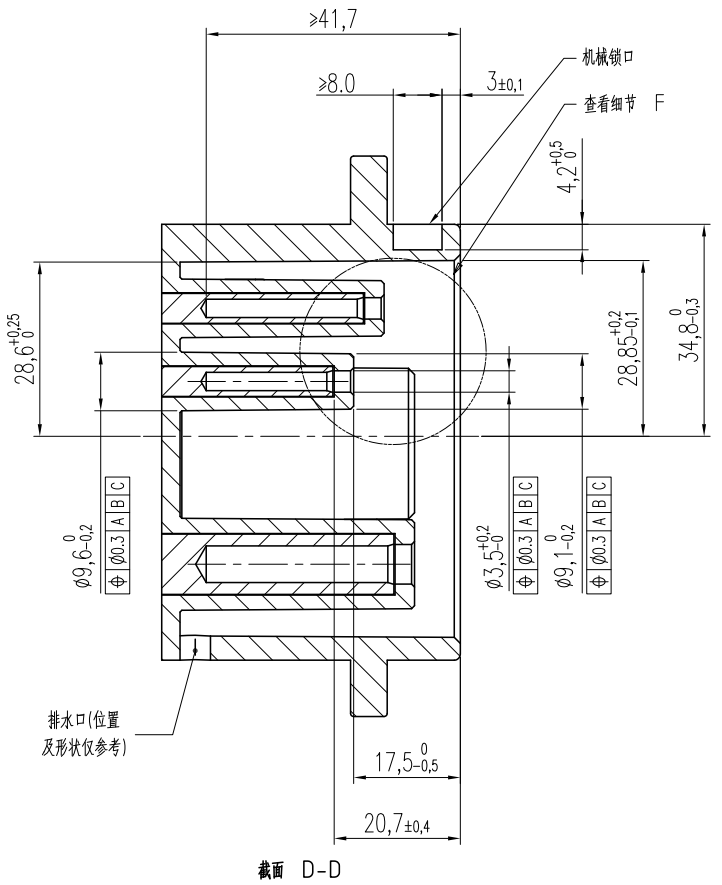 ≥41,7
机械锁口
≥8.0
3±0,1
查看细节 F
4,2+0,5 0
28,6+0,25 0
28,85+0,2 -0,1
34,8 0 -0,3
ø9,6 0 -0,2
⌖ ø0.3 A B C
ø3,5+0,2 -0
⌖ ø0.3 A B C
ø9,1 0 -0,2
⌖ ø0.3 A B C
排水口(位置
及形状仅参考)
17,5 0 -0,5
20,7±0,4
截面 D-D